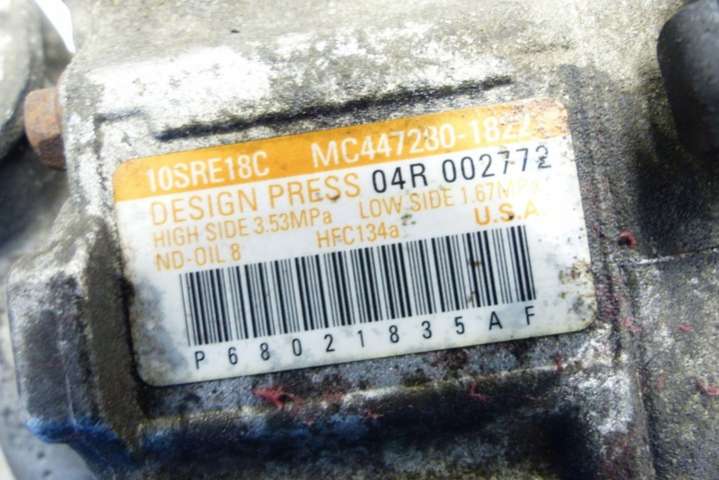 10SRE18C MC447280-1822
DESIGN PRESS 04R 002772
HIGH SIDE 3.53MPa LOW SIDE 1.67MPa
ND-OIL 8 HFC134a U.S.A
P68021835AF